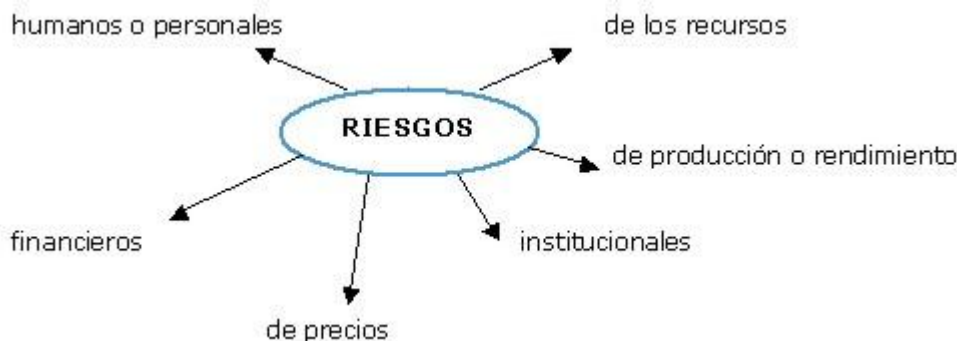 humanos o personales
de los recursos
RIESGOS
de producción o rendimiento
financieros
institucionales
de precios